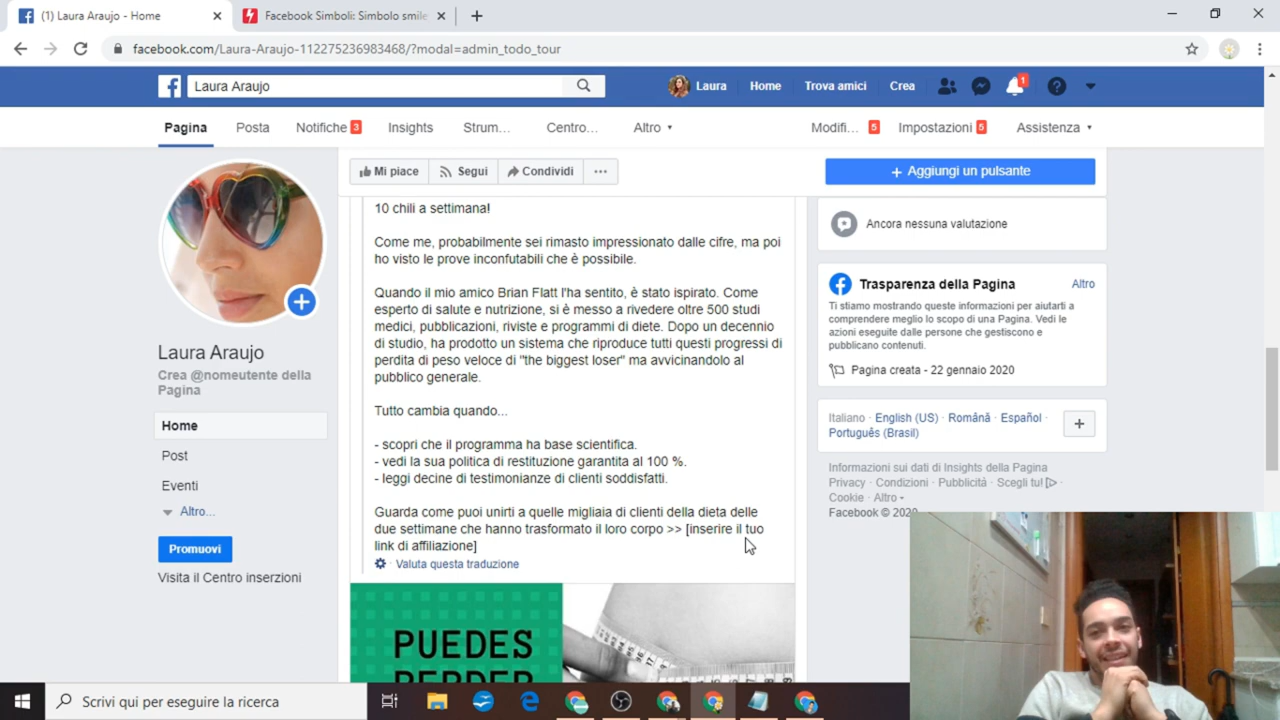 (1) Laura Araujo - Home
Facebook Simboli: Simbolo smile
facebook.com/Laura-Araujo-112275236983468/?modal=admin_todo_tour
Laura Araujo
Laura
Home
Trova amici
Crea
1
Pagina
Posta
Notifiche 3
Insights
Strum...
Centro...
Altro
Modifi... 5
Impostazioni 5
Assistenza
Mi piace
Segui
Condividi
Aggiungi un pulsante
Laura Araujo
Crea @nomeutente della
Pagina
Home
Post
Eventi
Altro...
Promuovi
Visita il Centro inserzioni
10 chili a settimana!
Come me, probabilmente sei rimasto impressionato dalle cifre, ma poi
ho visto le prove inconfutabili che è possibile.
Quando il mio amico Brian Flatt l'ha sentito, è stato ispirato. Come
esperto di salute e nutrizione, si è messo a rivedere oltre 500 studi
medici, pubblicazioni, riviste e programmi di diete. Dopo un decennio
di studio, ha prodotto un sistema che riproduce tutti questi progressi di
perdita di peso veloce di "the biggest loser" ma avvicinandolo al
pubblico generale.
Tutto cambia quando...
- scopri che il programma ha base scientifica.
- vedi la sua politica di restituzione garantita al 100 %.
- leggi decine di testimonianze di clienti soddisfatti.
Guarda come puoi unirti a quelle migliaia di clienti della dieta delle
due settimane che hanno trasformato il loro corpo >> [inserire il tuo
link di affiliazione]
Valuta questa traduzione
PUEDES
PERDER
Ancora nessuna valutazione
Trasparenza della Pagina
Altro
Ti stiamo mostrando queste informazioni per aiutarti a
comprendere meglio lo scopo di una Pagina. Vedi le
azioni eseguite dalle persone che gestiscono e
pubblicano contenuti.
Pagina creata - 22 gennaio 2020
Italiano · English (US) · Română · Español ·
Português (Brasil)
Informazioni sui dati di Insights della Pagina
Privacy · Condizioni · Pubblicità · Scegli tu! ·
Cookie · Altro
Facebook © 2020
Scrivi qui per eseguire la ricerca